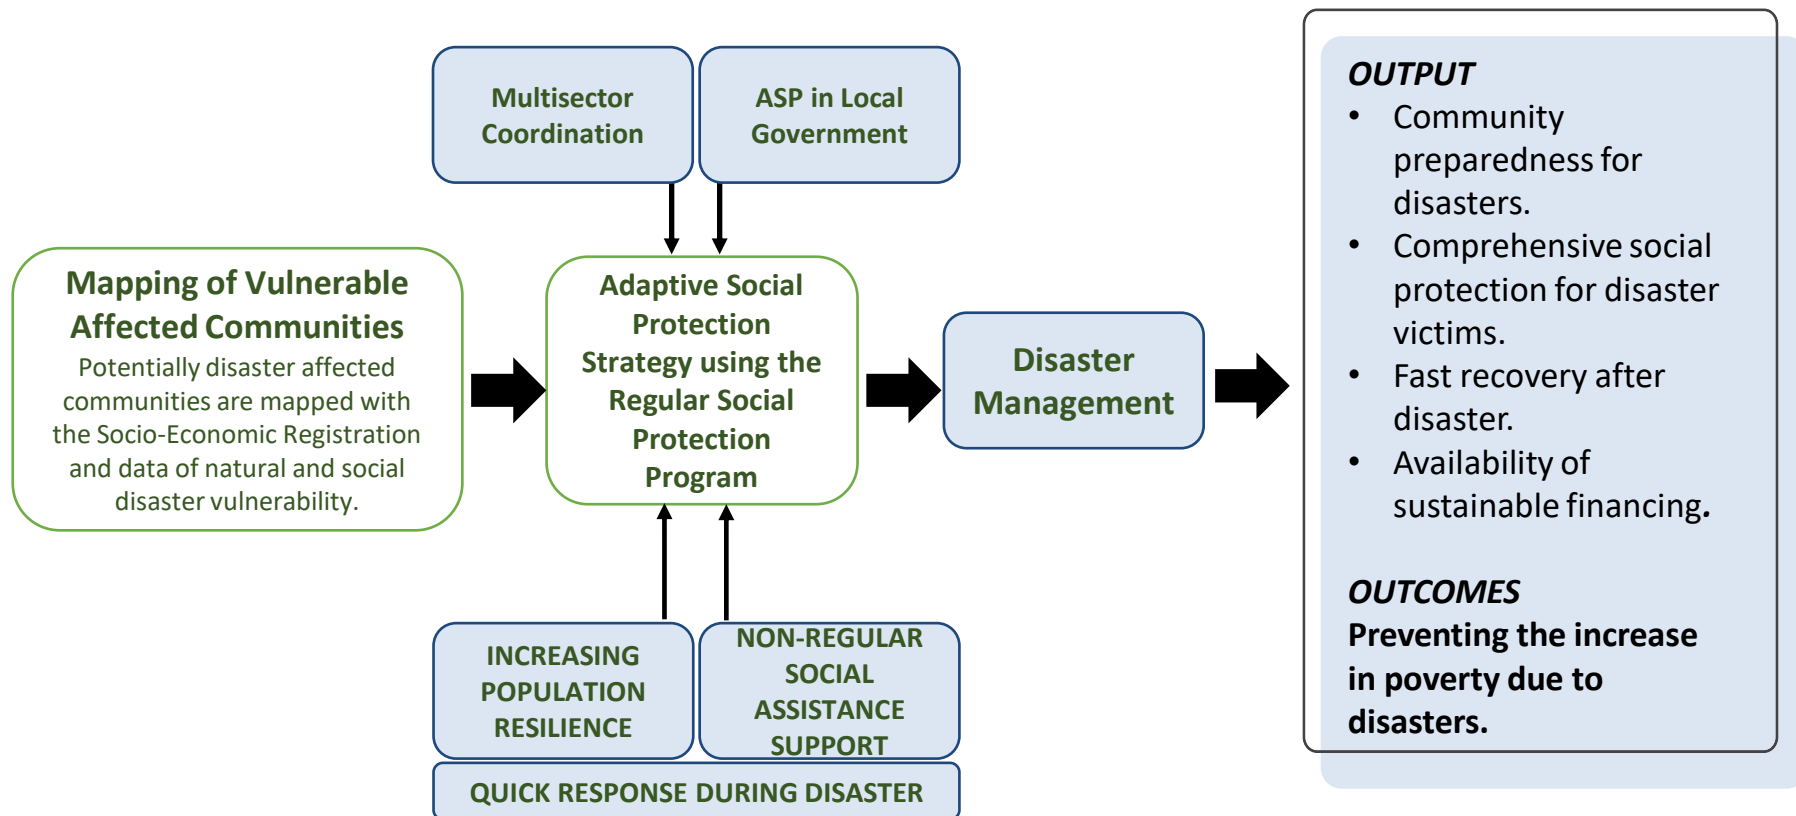 Multisector
Coordination
ASP in Local
Government
Mapping of Vulnerable
Affected Communities
Potentially disaster affected
communities are mapped with
the Socio-Economic Registration
and data of natural and social
disaster vulnerability.
Adaptive Social
Protection
Strategy using the
Regular Social
Protection
Program
Disaster
Management
INCREASING
POPULATION
RESILIENCE
NON-REGULAR
SOCIAL
ASSISTANCE
SUPPORT
QUICK RESPONSE DURING DISASTER
OUTPUT
• Community
preparedness for
disasters.
• Comprehensive social
protection for disaster
victims.
• Fast recovery after
disaster.
• Availability of
sustainable financing.
OUTCOMES
Preventing the increase
in poverty due to
disasters.